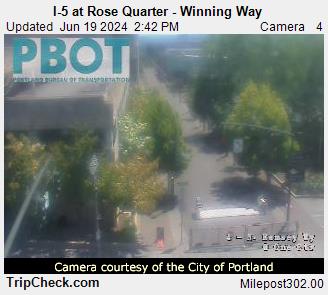 I-5 at Rose Quarter - Winning Way
Updated Jun 19 2024 2:42 PM
Camera 4
PBOT
PORTLAND BUREAU OF TRANSPORTATION
Camera courtesy of the City of Portland
TripCheck.com
Milepost302.00